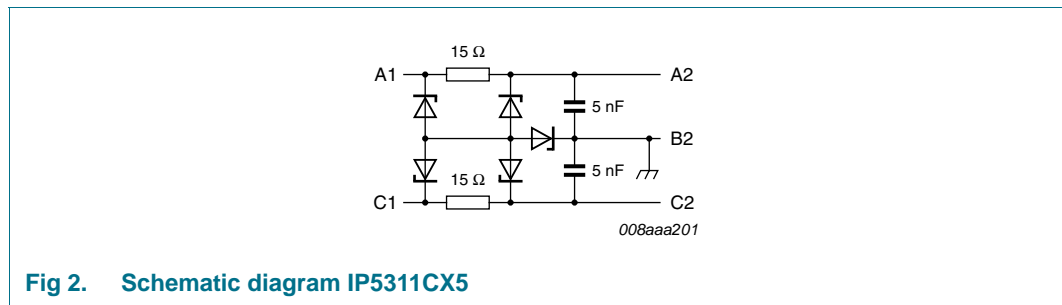 15 Ω
A1
A2
5 nF
B2
5 nF
15 Ω
C1
C2
008aaa201
Fig 2. Schematic diagram IP5311CX5